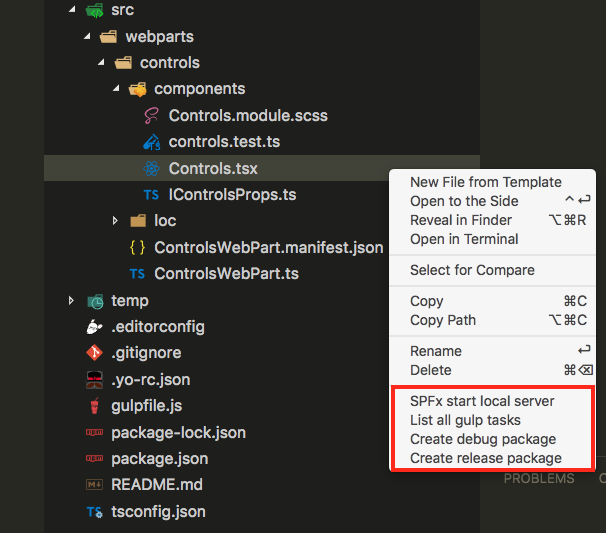 src
webparts
controls
components
Controls.module.scss
controls.test.ts
Controls.tsx
TS IControlsProps.ts
loc
{ } ControlsWebPart.manifest.json
TS ControlsWebPart.ts
temp
.editorconfig
.gitignore
.yo-rc.json
gulpfile.js
package-lock.json
package.json
README.md
TS tsconfig.json
New File from Template
Open to the Side ^⏎
Reveal in Finder ⌥⌘R
Open in Terminal
Select for Compare
Copy ⌘C
Copy Path ⌥⌘C
Rename ⏎
Delete ⌘⌫
SPFx start local server
List all gulp tasks
Create debug package
Create release package
PROBLEMS